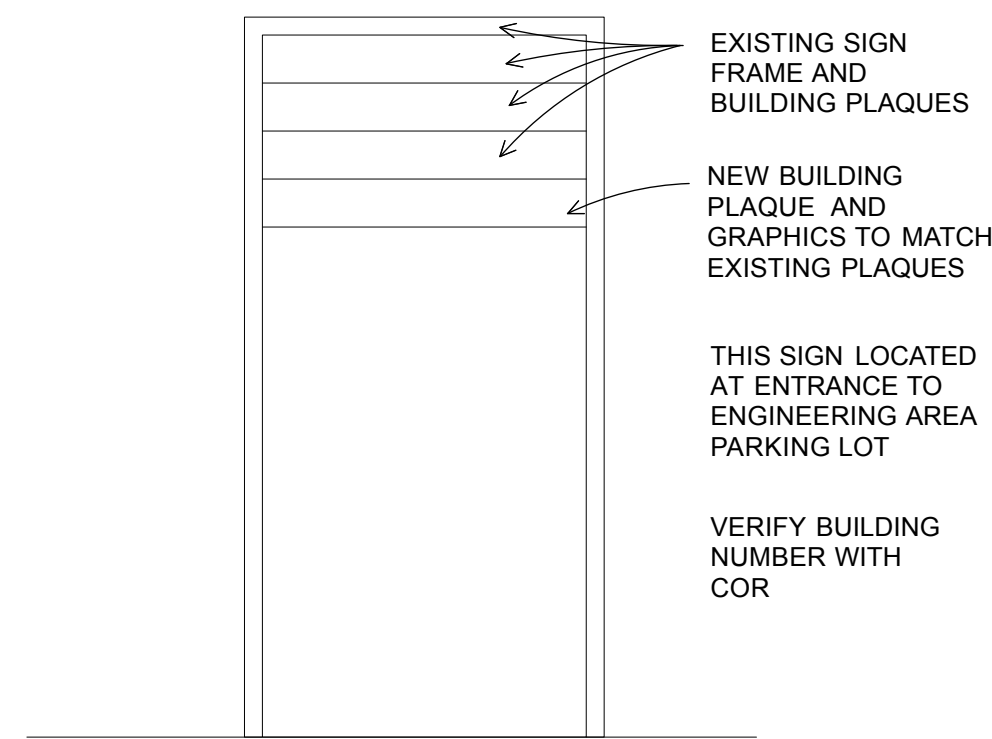 EXISTING SIGN
FRAME AND
BUILDING PLAQUES
NEW BUILDING
PLAQUE AND
GRAPHICS TO MATCH
EXISTING PLAQUES
THIS SIGN LOCATED
AT ENTRANCE TO
ENGINEERING AREA
PARKING LOT
VERIFY BUILDING
NUMBER WITH
COR